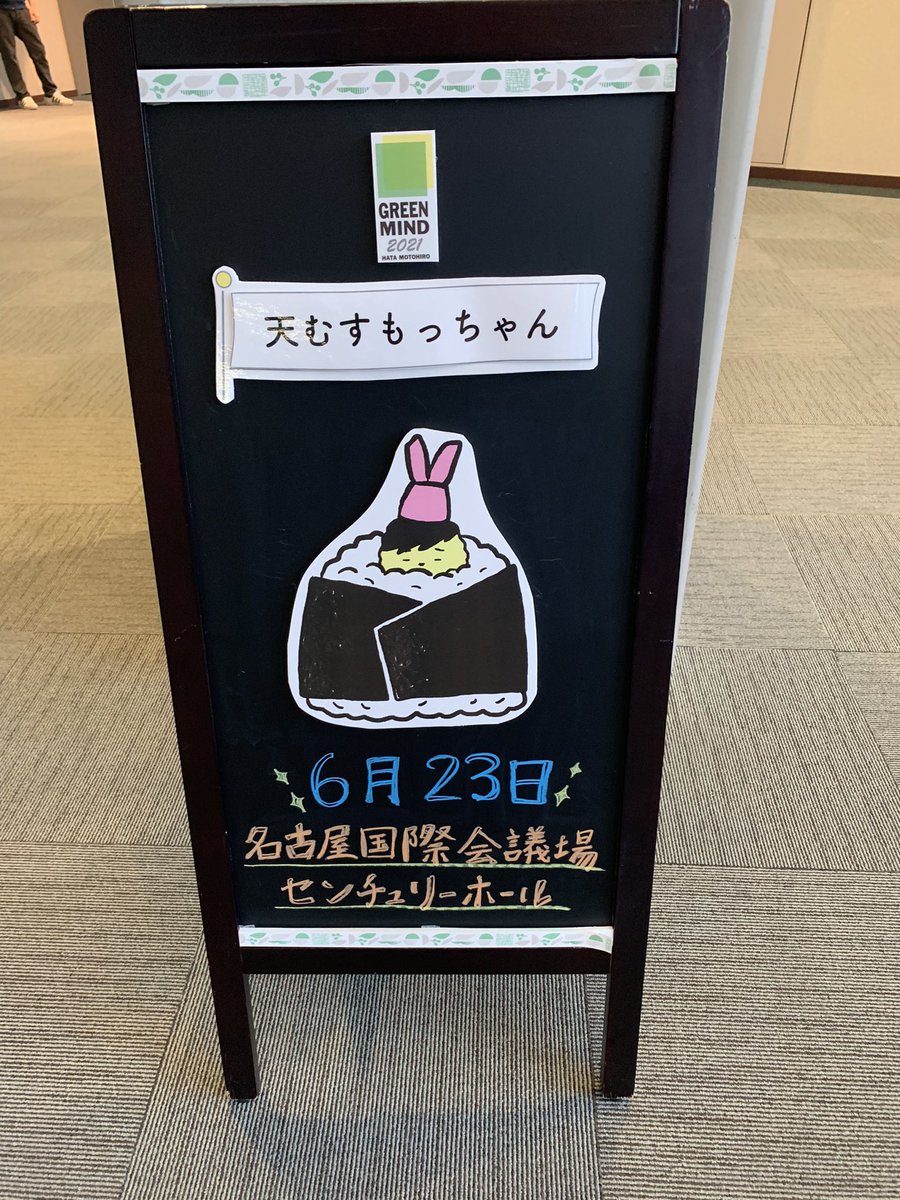 GREEN
MIND
2021
HATA MOTOHIRO
天むすもっちゃん
6月23日
名古屋国際会議場
センチュリーホール